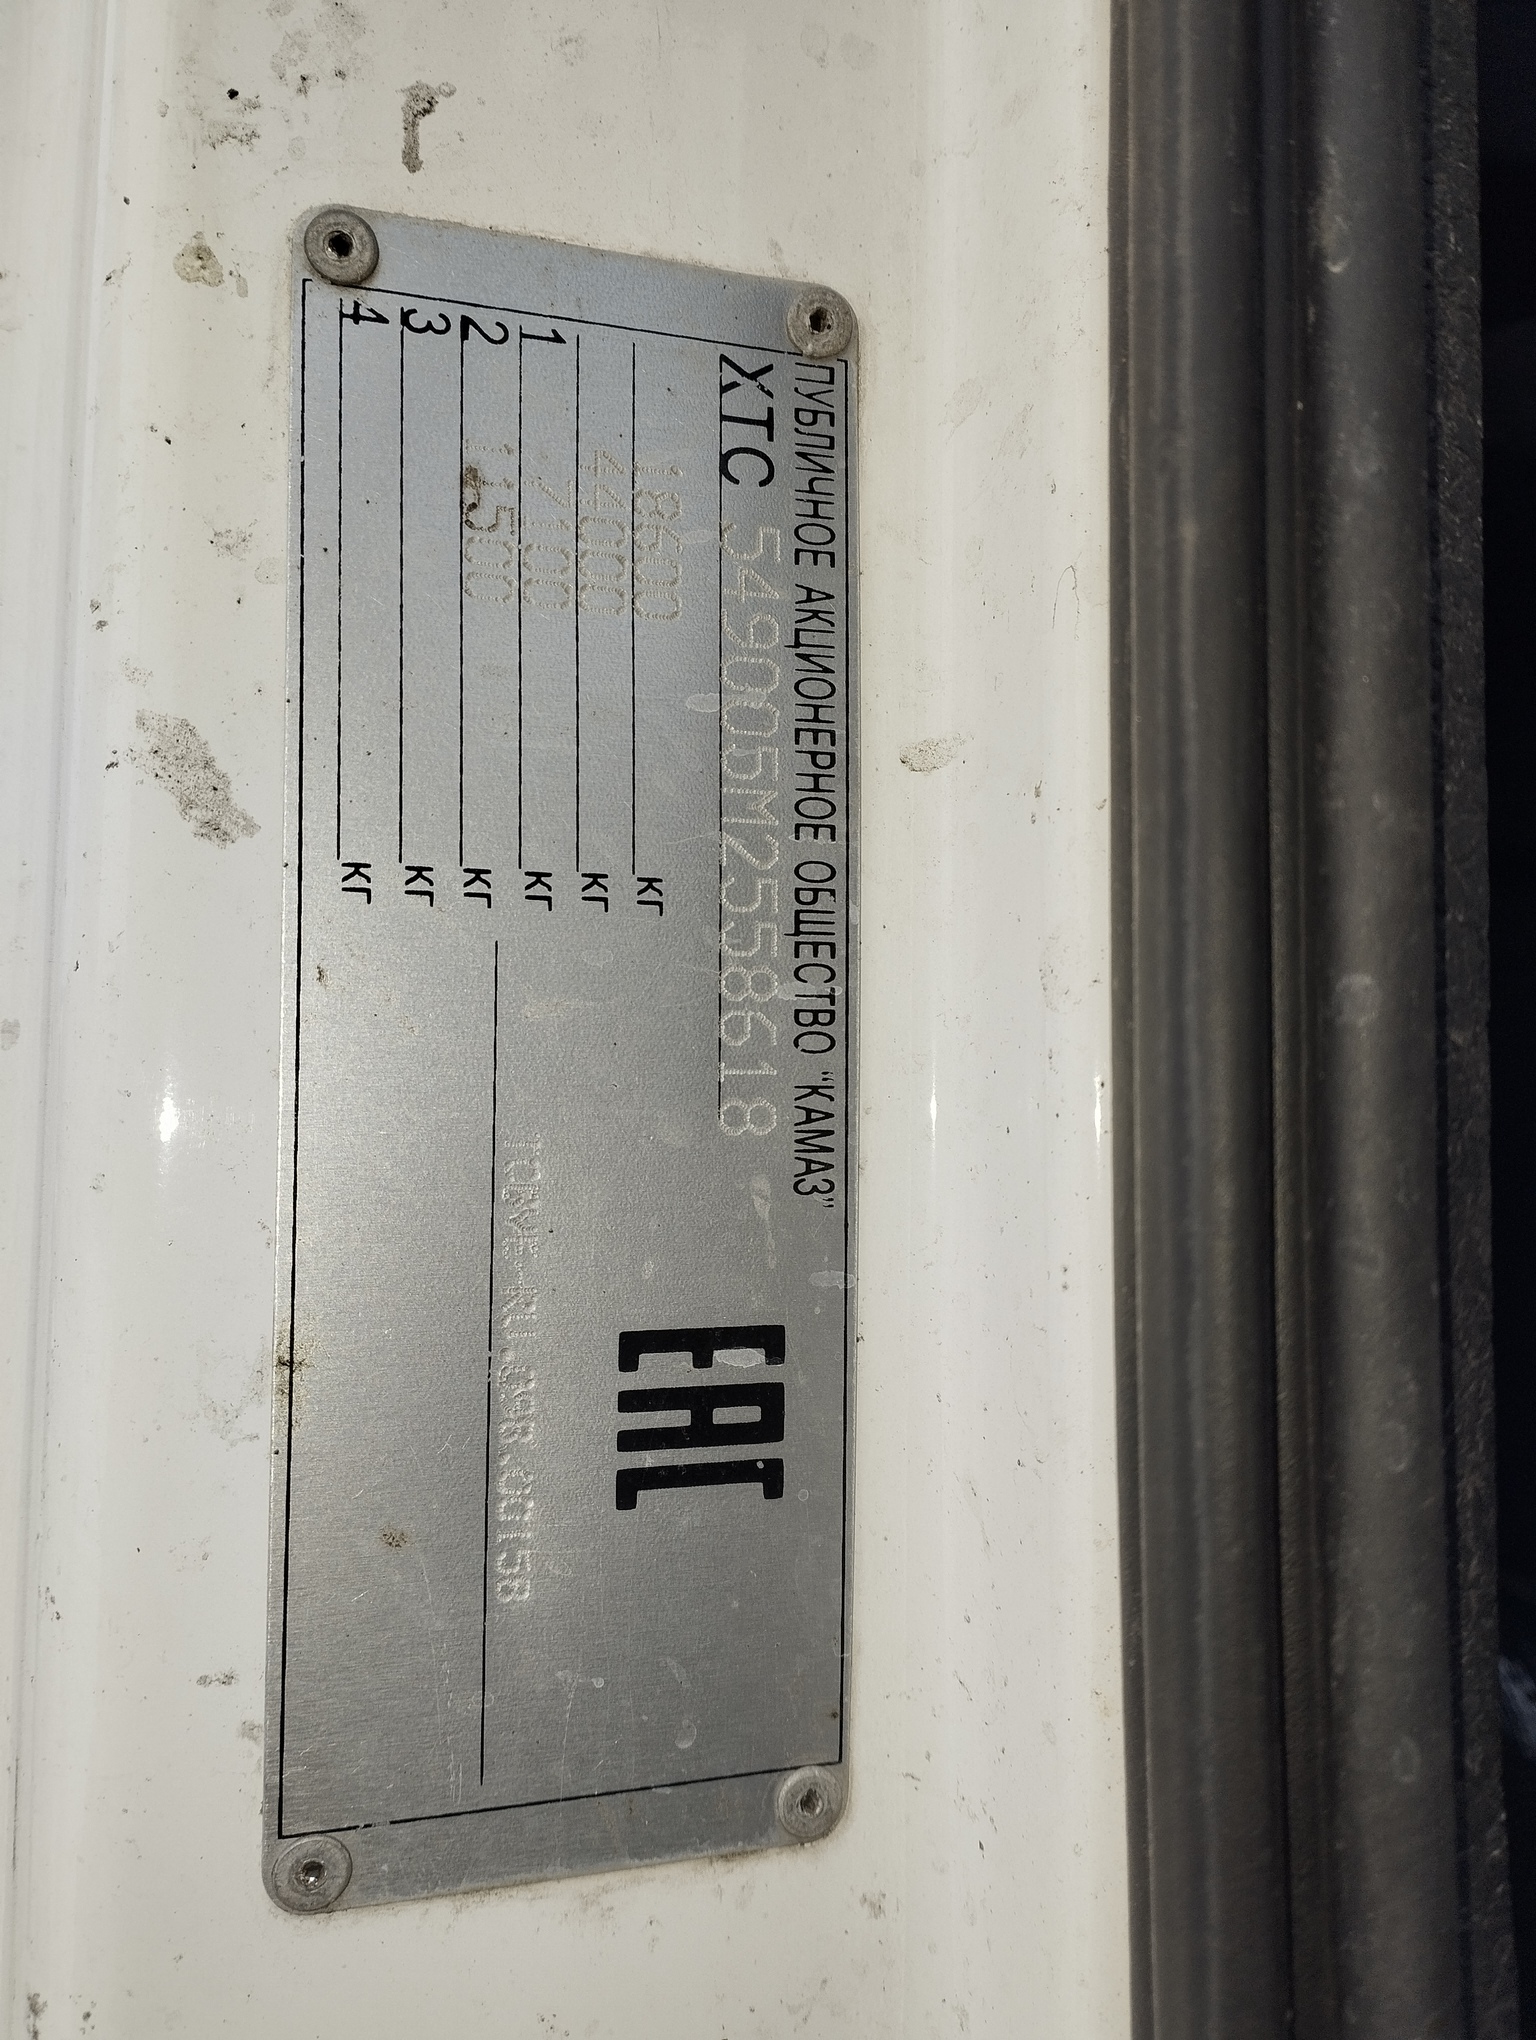 ПУБЛИЧНОЕ АКЦИОНЕРНОЕ ОБЩЕСТВО "КАМАЗ"
XTC 549005M2558618
18600 кг
44000 кг
1 7100 кг
2 11500 кг
3 кг
4 кг
EAC